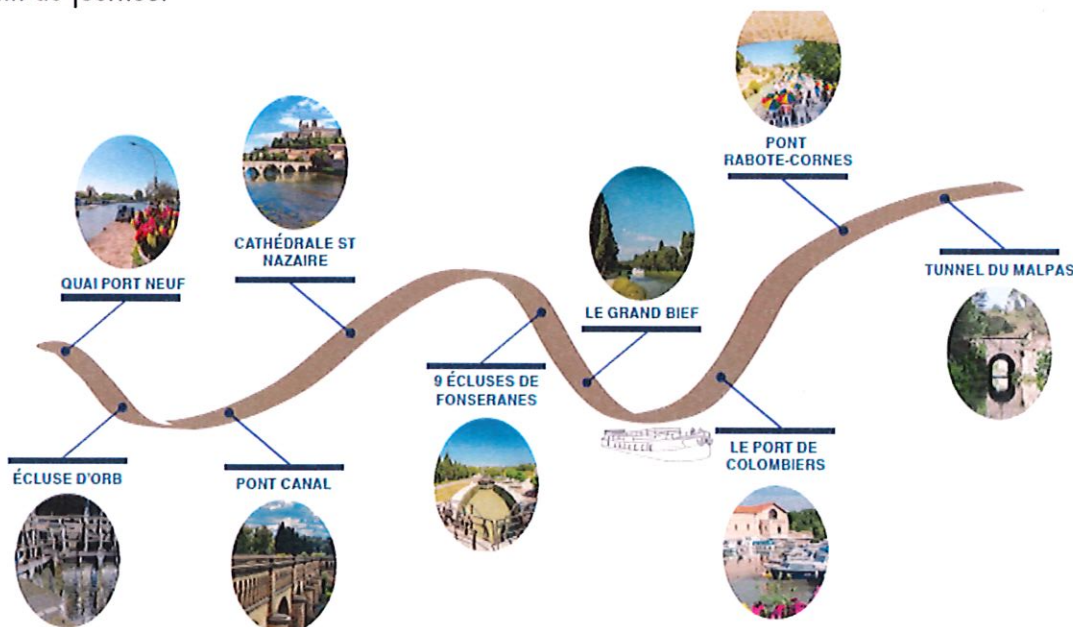 QUAI PORT NEUF
CATHÉDRALE ST
NAZAIRE
LE GRAND BIEF
PONT
RABOTE-CORNES
TUNNEL DU MALPAS
9 ÉCLUSES DE
FONSERANES
LE PORT DE
COLOMBIERS
ÉCLUSE D'ORB
PONT CANAL